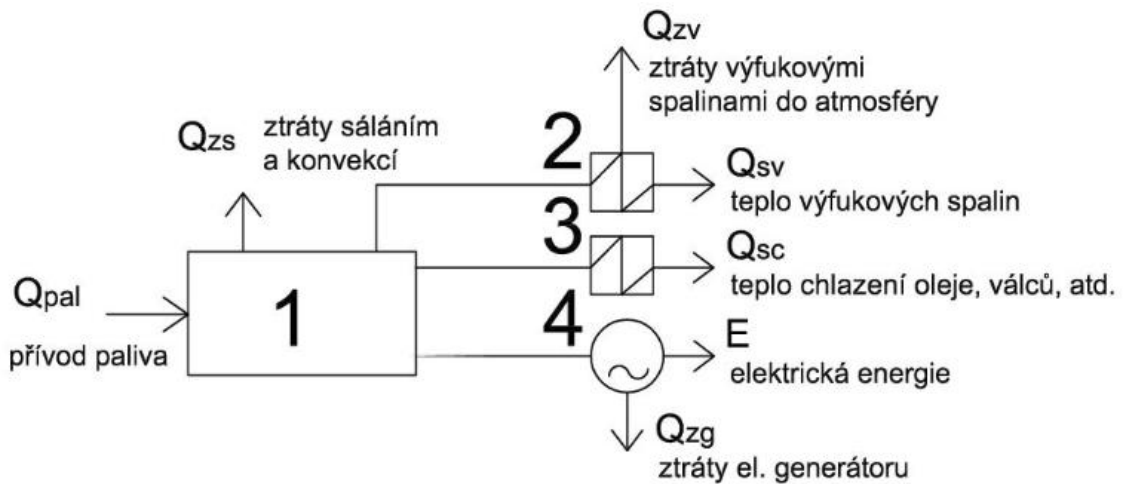 Qzv
ztráty výfukovými
spalinami do atmosféry
Qzs
ztráty sáláním
a konvekcí
2
Qsv
teplo výfukových spalin
3
Qsc
teplo chlazení oleje, válců, atd.
Qpal
přívod paliva
1
4
E
elektrická energie
Qzg
ztráty el. generátoru